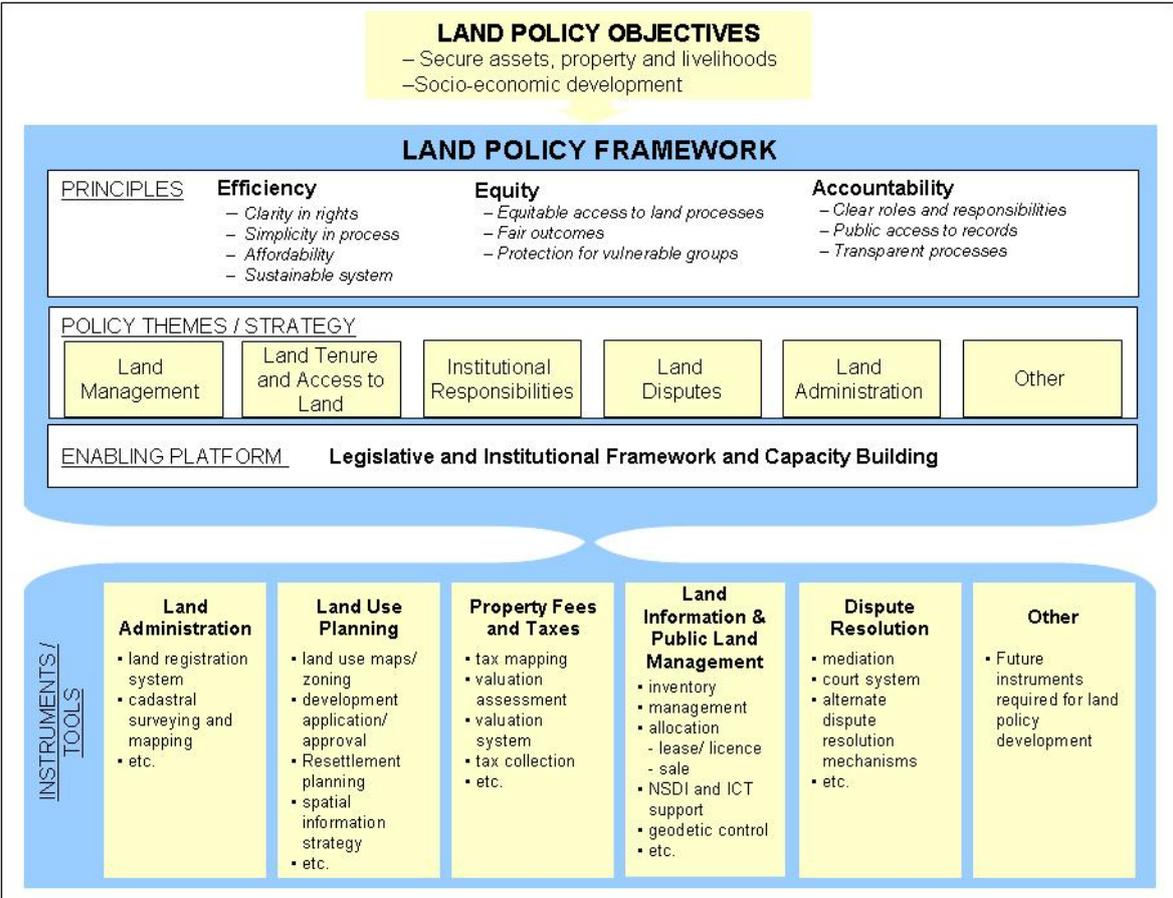 LAND POLICY OBJECTIVES
– Secure assets, property and livelihoods
–Socio-economic development
LAND POLICY FRAMEWORK
PRINCIPLES
Efficiency
– Clarity in rights
– Simplicity in process
– Affordability
– Sustainable system
Equity
– Equitable access to land processes
– Fair outcomes
– Protection for vulnerable groups
Accountability
– Clear roles and responsibilities
– Public access to records
– Transparent processes
POLICY THEMES / STRATEGY
Land
Management
Land Tenure
and Access to
Land
Institutional
Responsibilities
Land
Disputes
Land
Administration
Other
ENABLING PLATFORM
Legislative and Institutional Framework and Capacity Building
INSTRUMENTS /
TOOLS
Land
Administration
▪ land registration
system
▪ cadastral
surveying and
mapping
▪ etc.
Land Use
Planning
▪ land use maps/
zoning
▪ development
application/
approval
▪ Resettlement
planning
▪ spatial
information
strategy
▪ etc.
Property Fees
and Taxes
▪ tax mapping
▪ valuation
assessment
▪ valuation
system
▪ tax collection
▪ etc.
Land
Information &
Public Land
Management
▪ inventory
▪ management
▪ allocation
- lease/ licence
- sale
▪ NSDI and ICT
support
▪ geodetic control
▪ etc.
Dispute
Resolution
▪ mediation
▪ court system
▪ alternate
dispute
resolution
mechanisms
▪ etc.
Other
▪ Future
instruments
required for land
policy
development